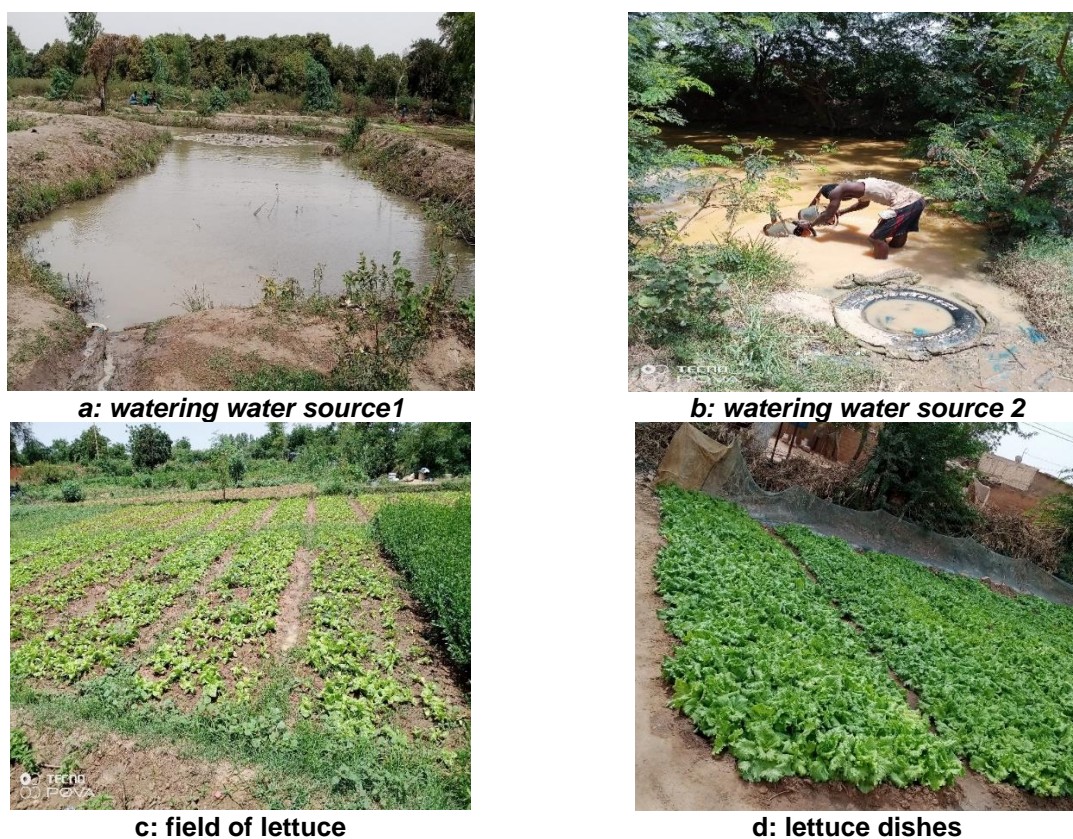 TECNO
POVA
a: watering water source1
b: watering water source 2
TECNO
POVA
c: field of lettuce
d: lettuce dishes